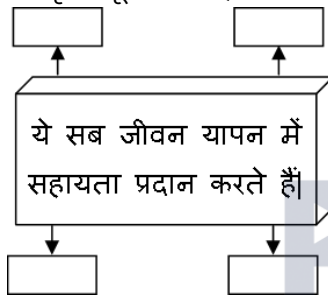 ये सब जीवन यापन में
सहायता प्रदान करते हैं|